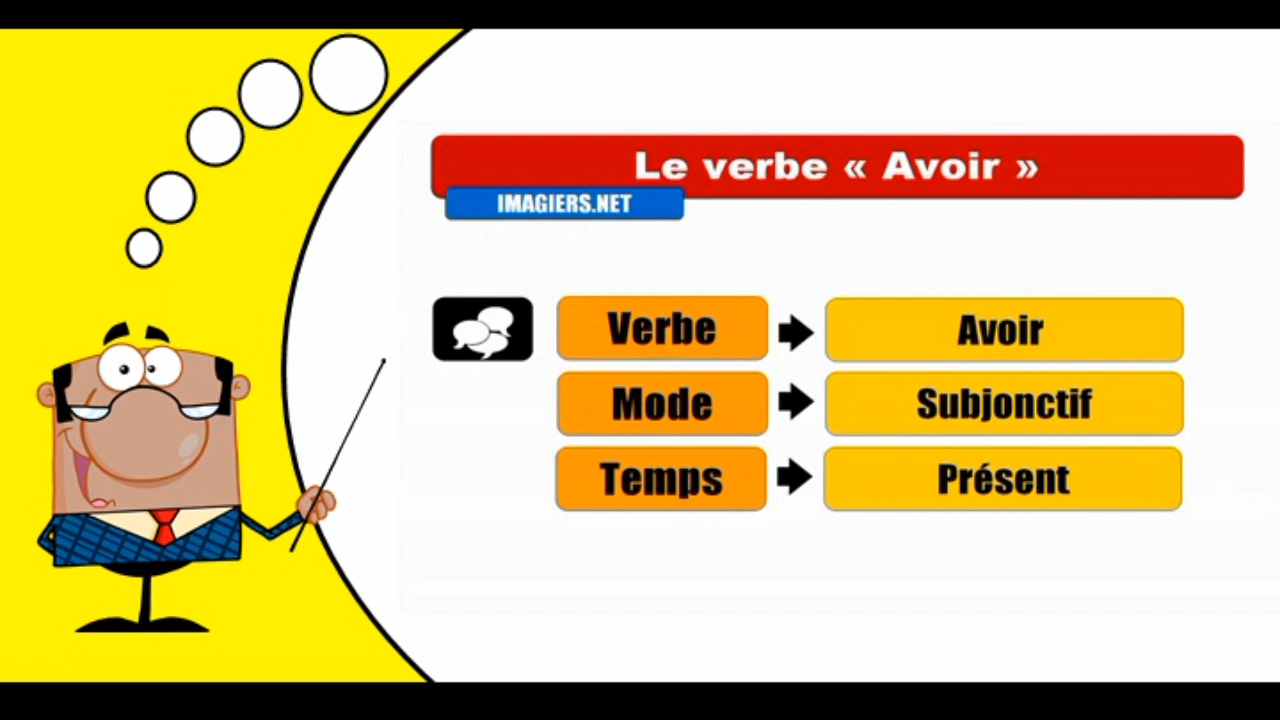 Le verbe « Avoir »
IMAGIERS.NET
Verbe Avoir
Mode Subjonctif
Temps Présent